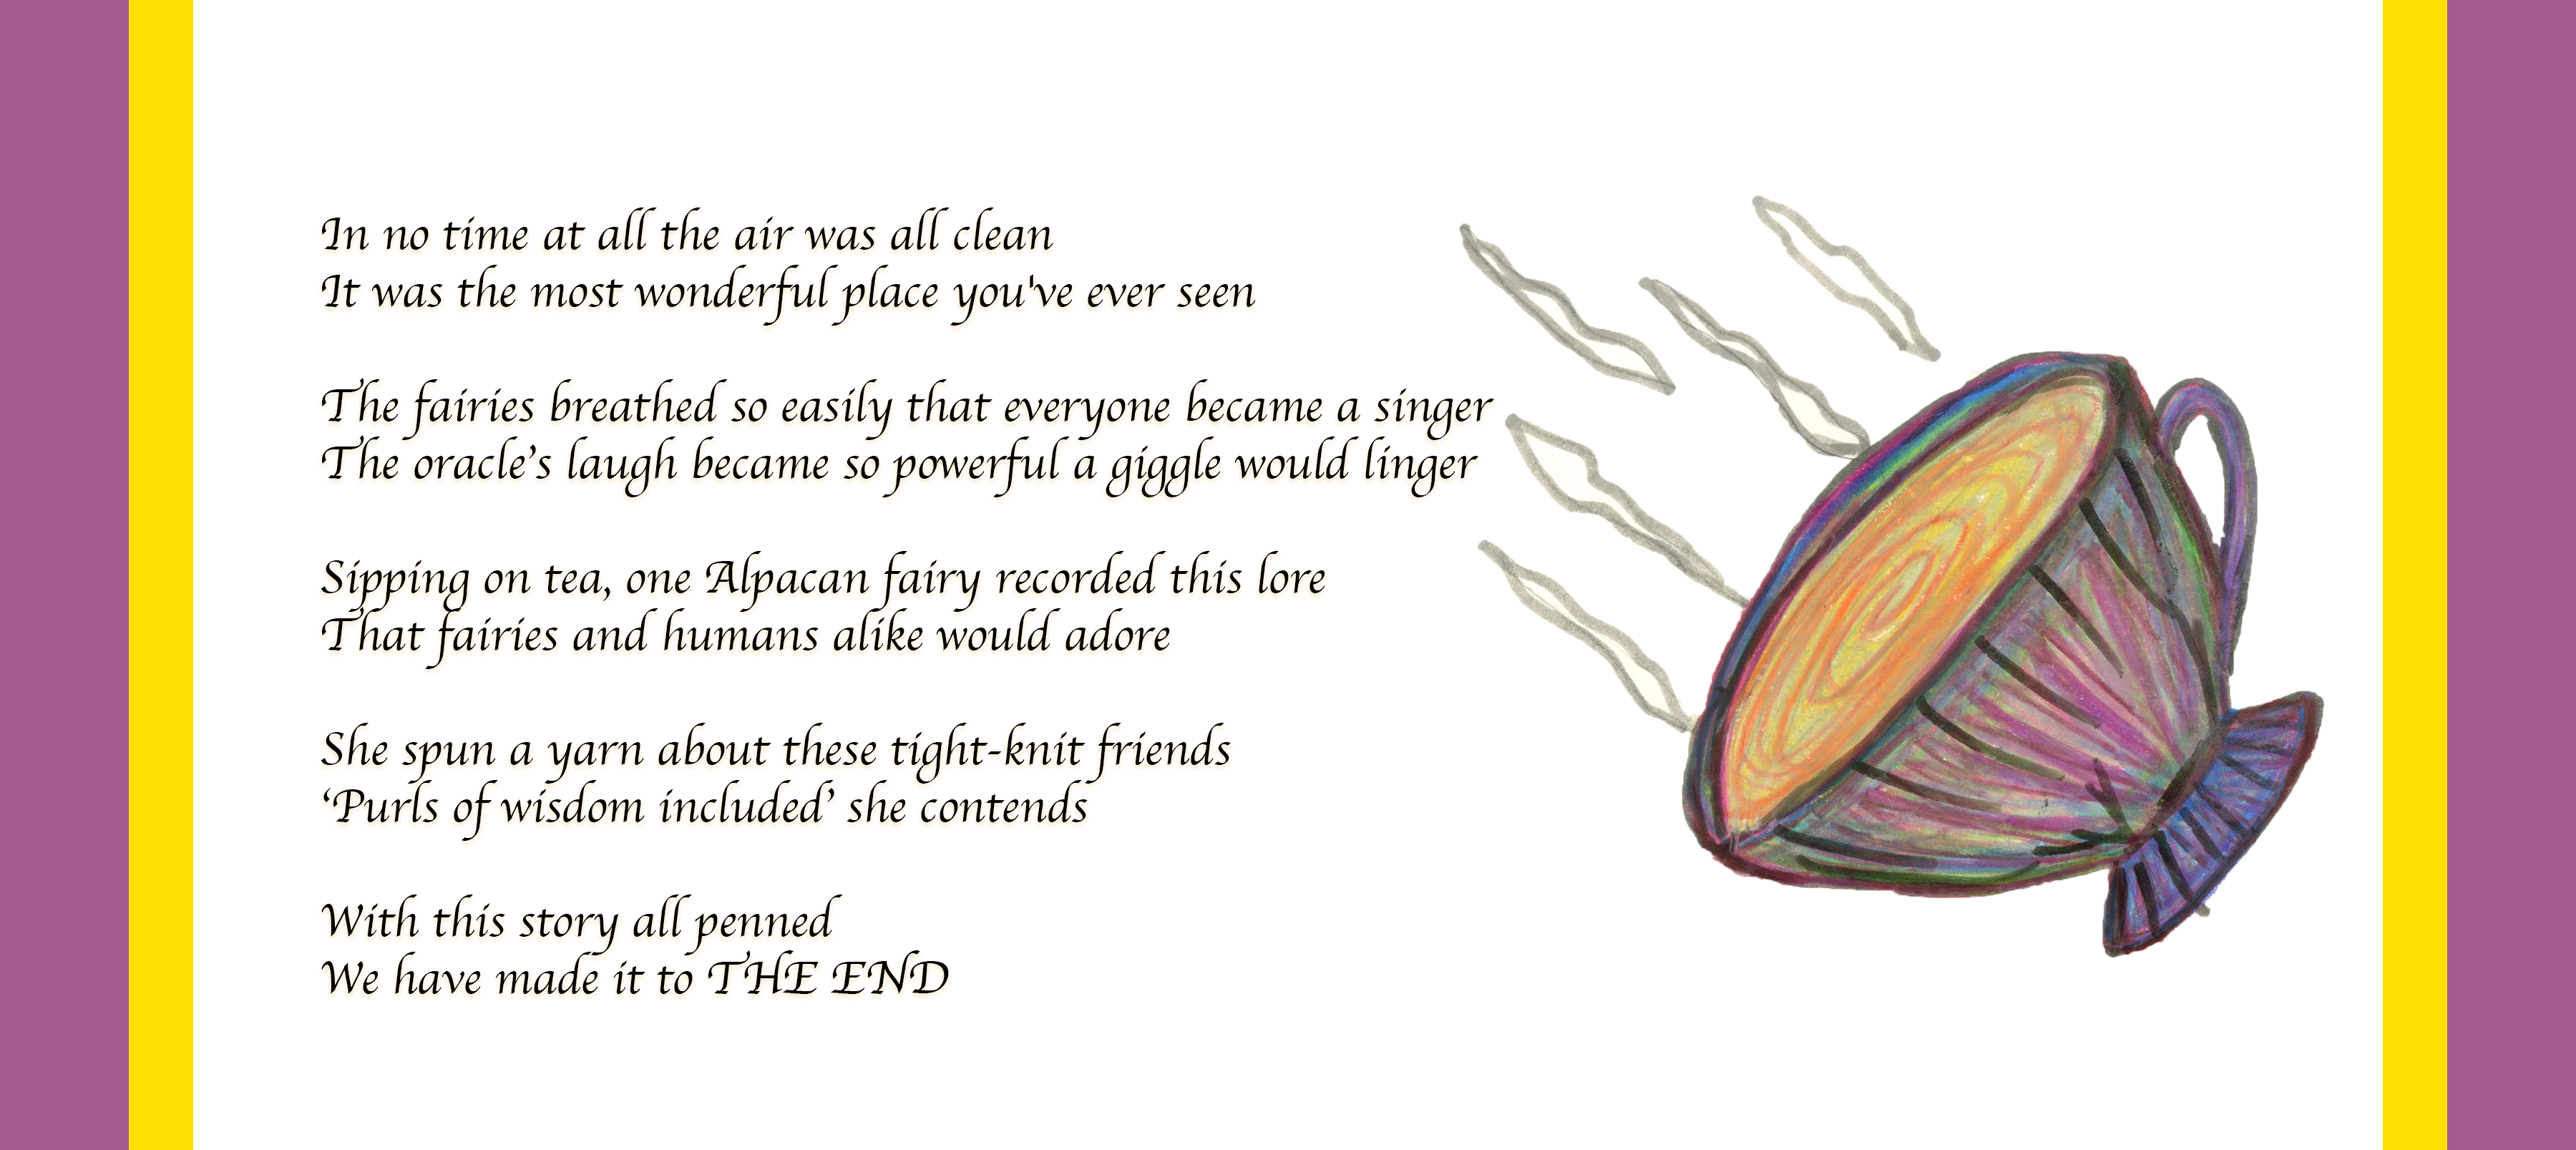 In no time at all the air was all clean
It was the most wonderful place you've ever seen
The fairies breathed so easily that everyone became a singer
The oracle’s laugh became so powerful a giggle would linger
Sipping on tea, one Alpacan fairy recorded this lore
That fairies and humans alike would adore
She spun a yarn about these tight-knit friends
‘Purls of wisdom included’ she contends
With this story all penned
We have made it to THE END